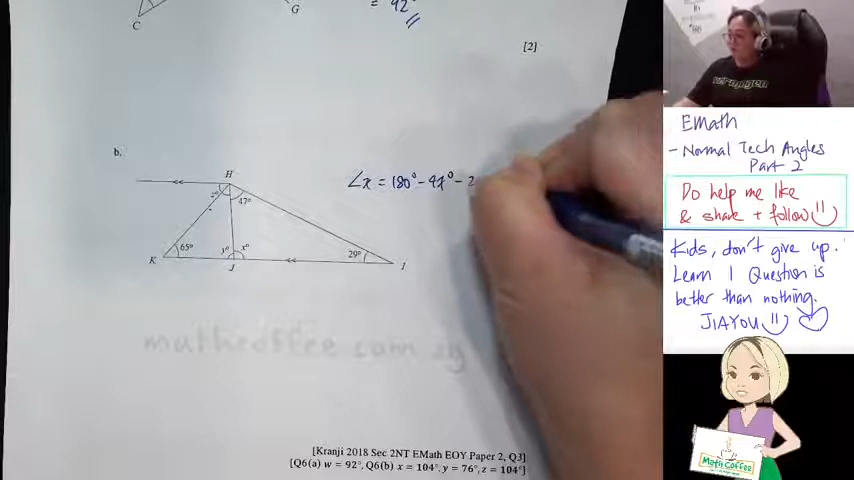 C
G
= 92°
[2]
b.
H
47°
65°
y°
x°
29°
K
J
I
∠x = 180° - 47° - 2
mathcoffee.com.sg
[Kranji 2018 Sec 2NT EMath EOY Paper 2, Q3]
[Q6(a) w = 92°, Q6(b) x = 104°, y = 76°, z = 104°]
EMath
- Normal Tech Angles
Part 2
Do help me like
& share + follow
Kids, don't give up.
Learn 1 Question is
better than nothing.
JIAYOU
Math Coffee